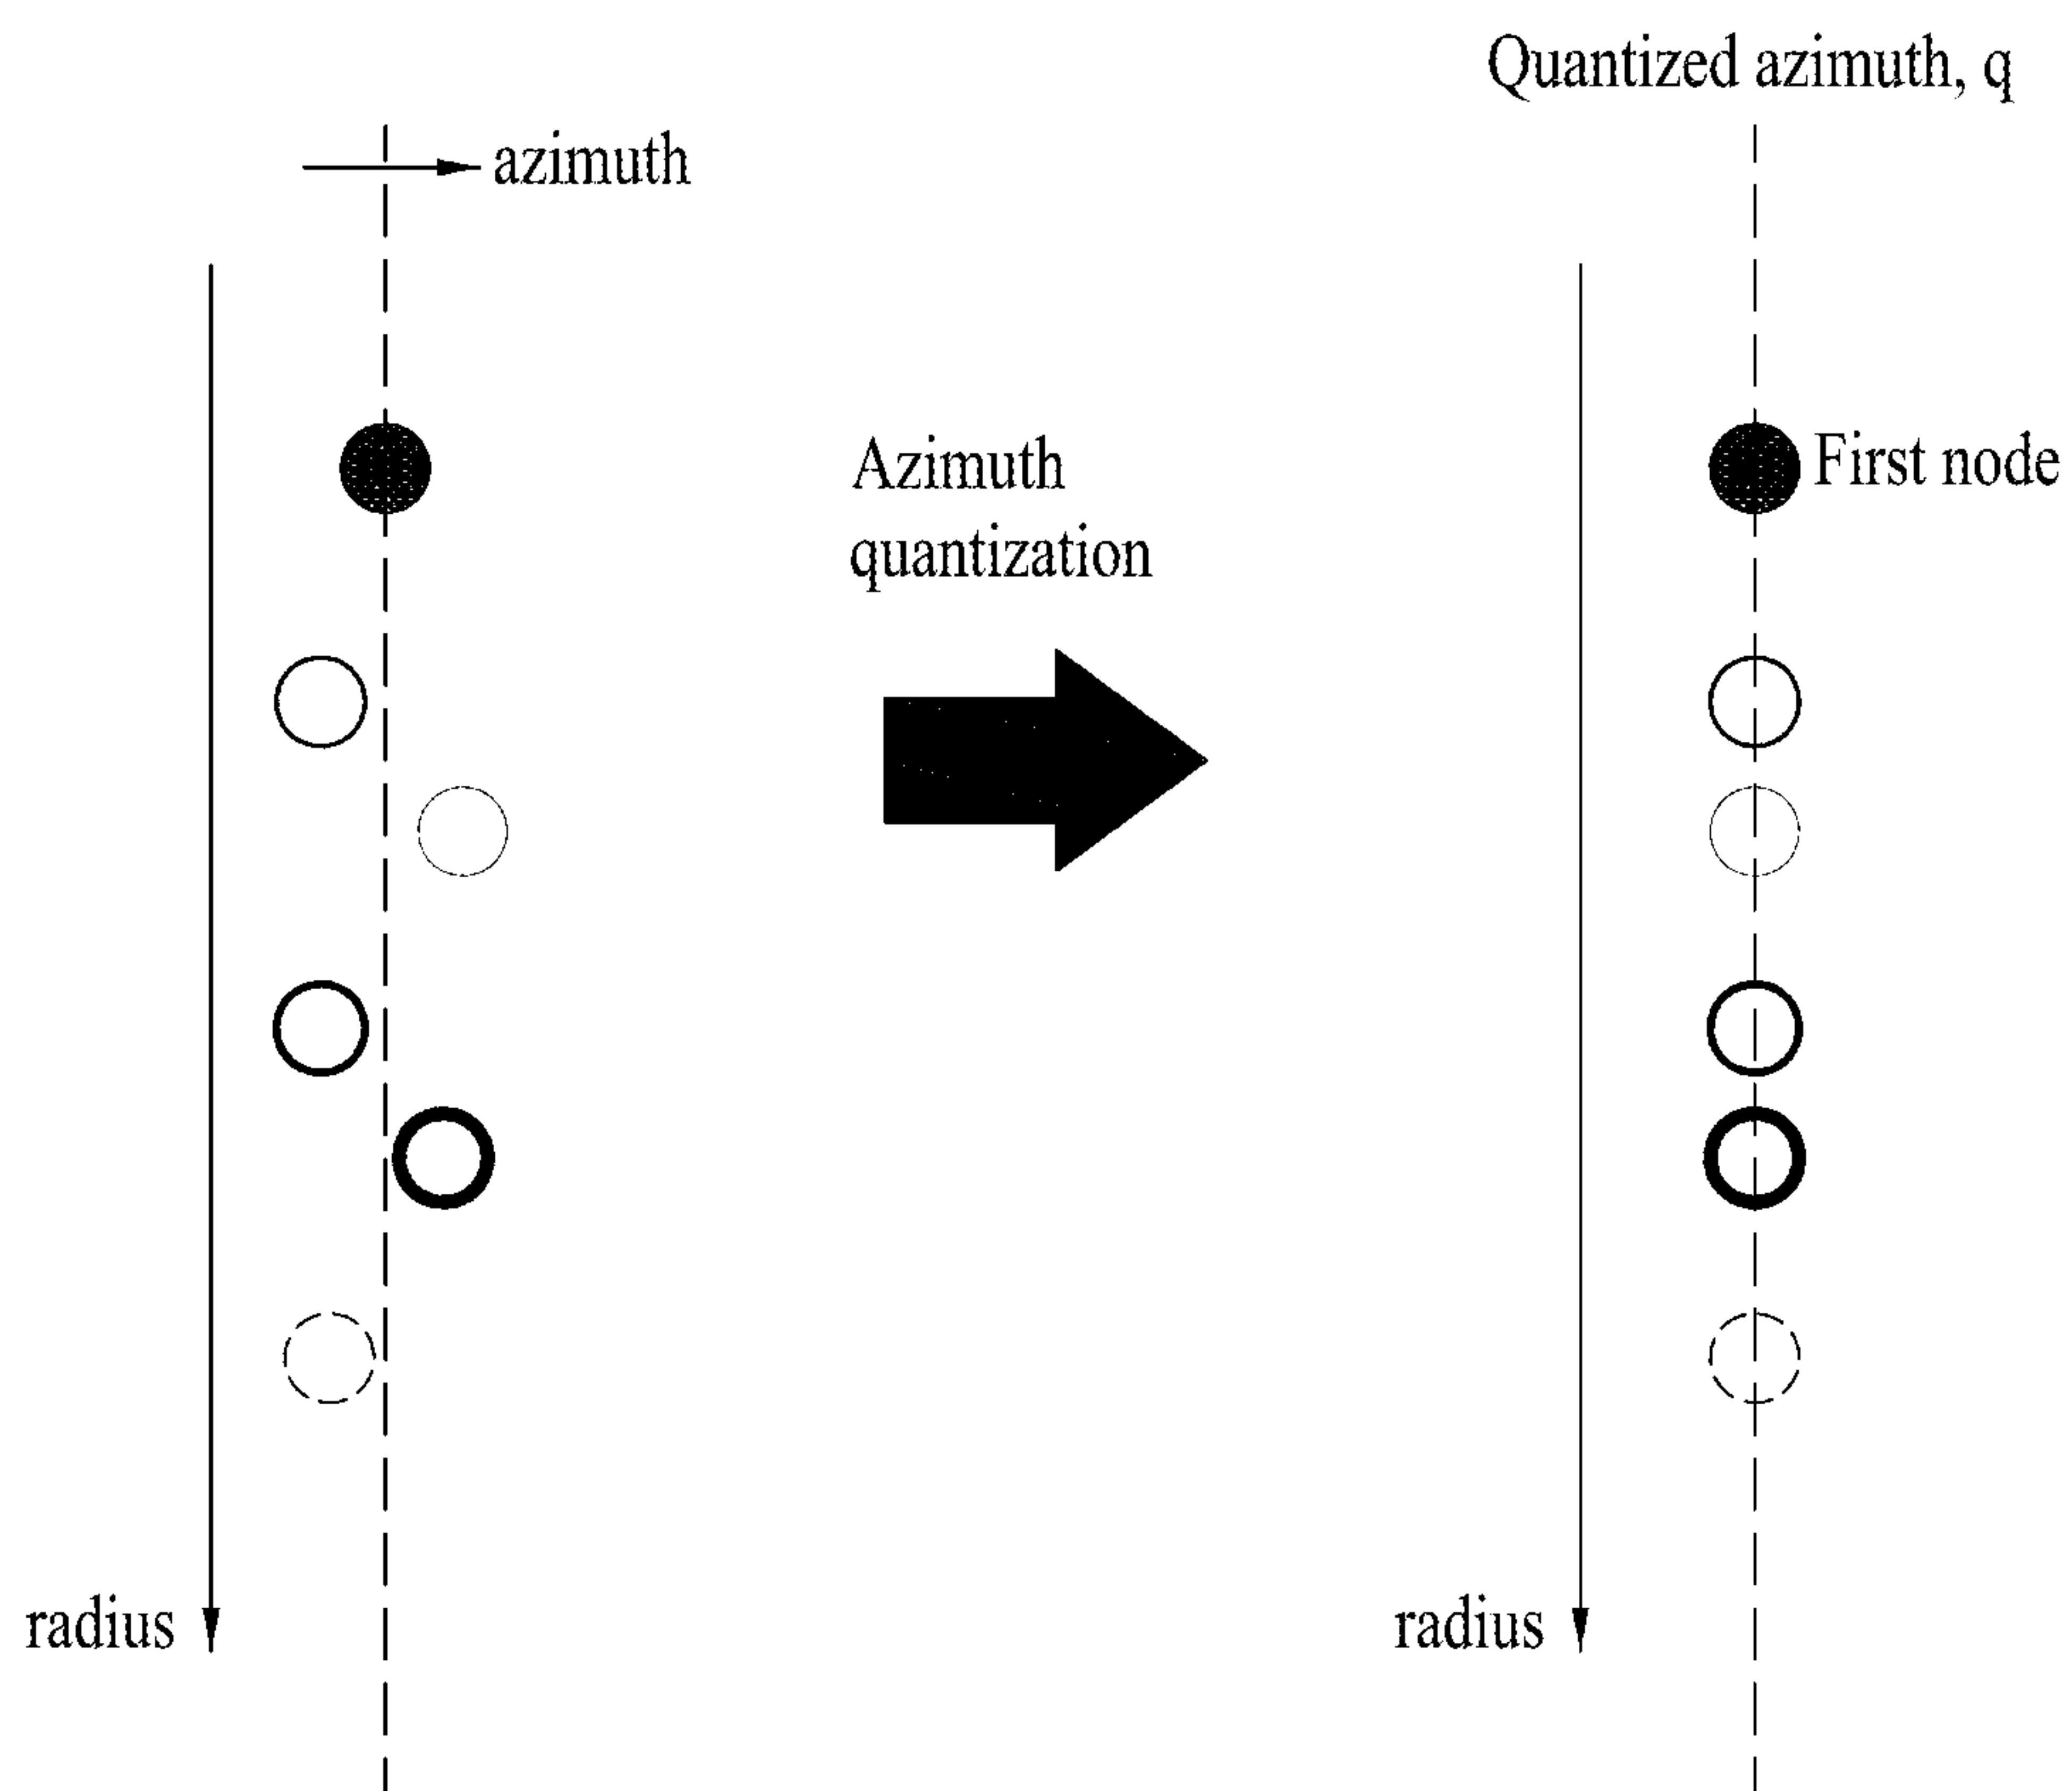 Quantized azimuth, q
azimuth
Azimuth
quantization
First node
radius
radius